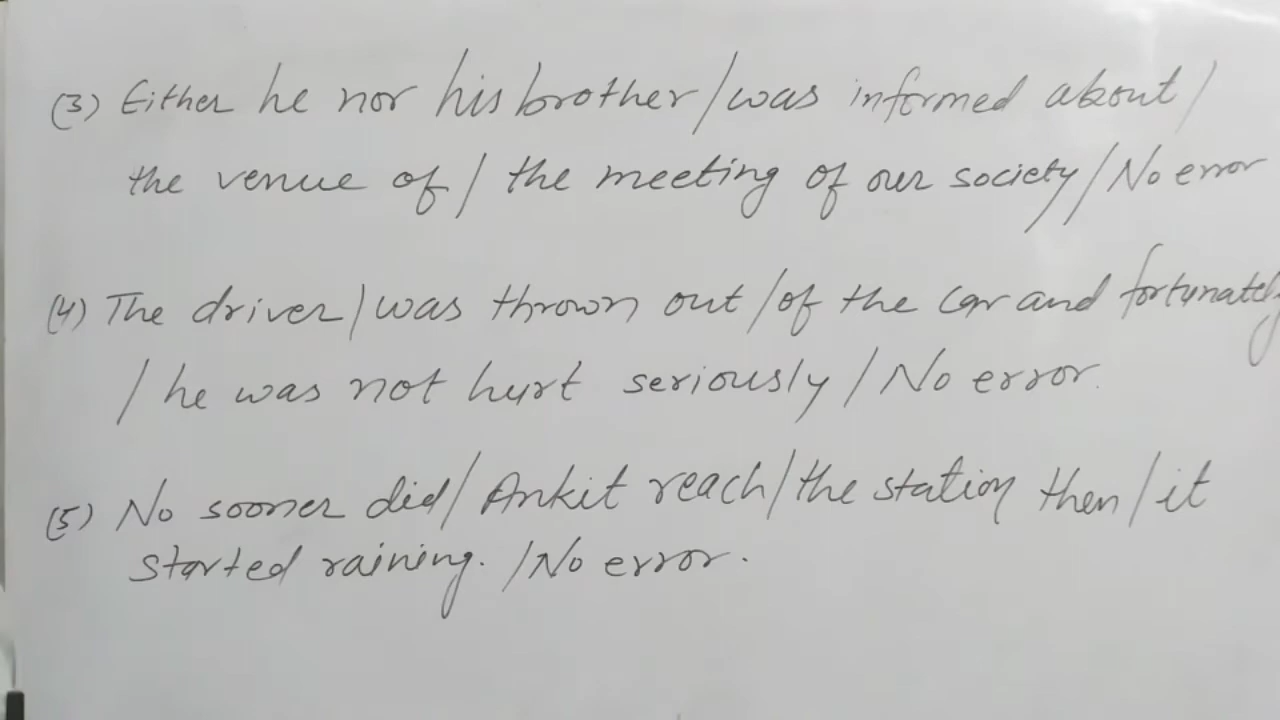 (3) Either he nor his brother / was informed about /
the venue of / the meeting of our society / No error
(4) The driver / was thrown out / of the car and fortunately
/ he was not hurt seriously / No error.
(5) No sooner did / Ankit reach / the station then / it
started raining. / No error.